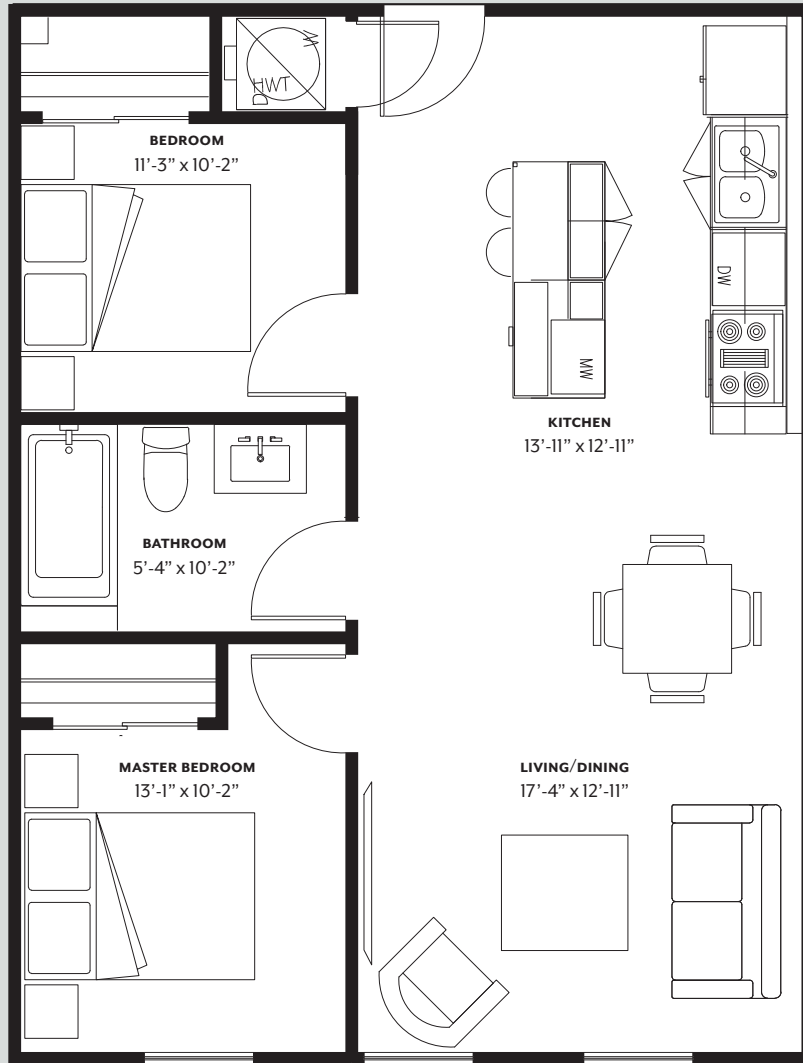 W
D
HWT
BEDROOM
11'-3” x 10'-2”
DW
MW
KITCHEN
13'-11” x 12'-11”
BATHROOM
5'-4” x 10'-2”
MASTER BEDROOM
13'-1” x 10'-2”
LIVING/DINING
17'-4” x 12'-11”